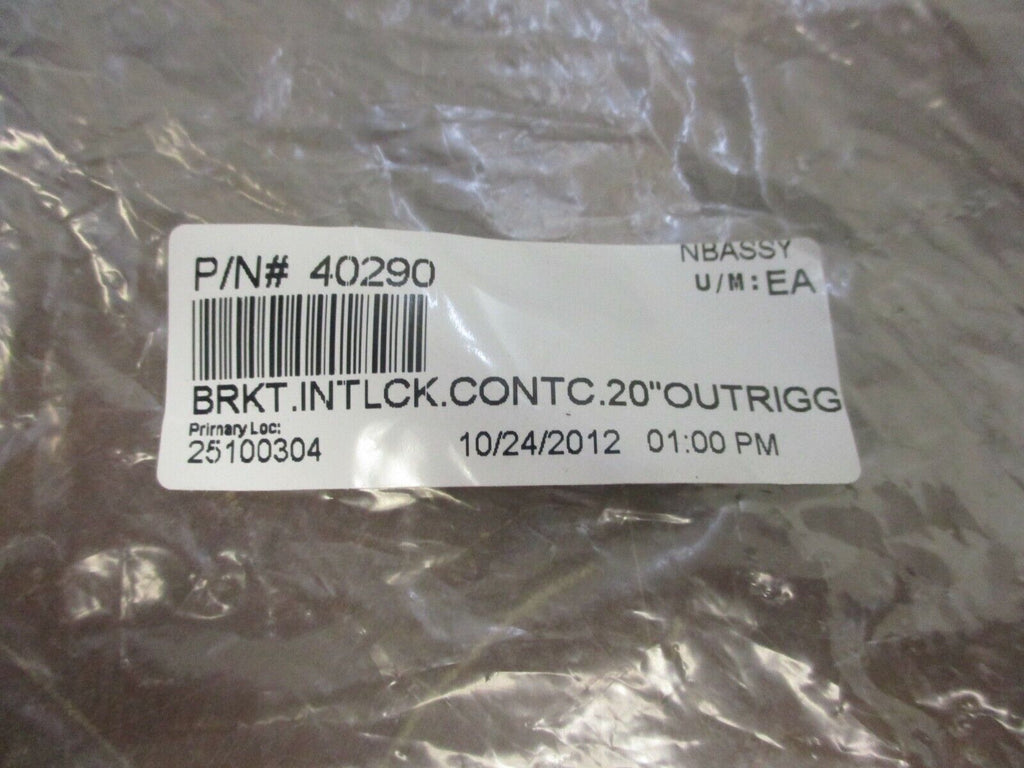 NBASSY
P/N# 40290
U/M: EA
BRKT.INTLCK.CONTC.20"OUTRIGG
Primary Loc:
25100304 10/24/2012 01:00 PM